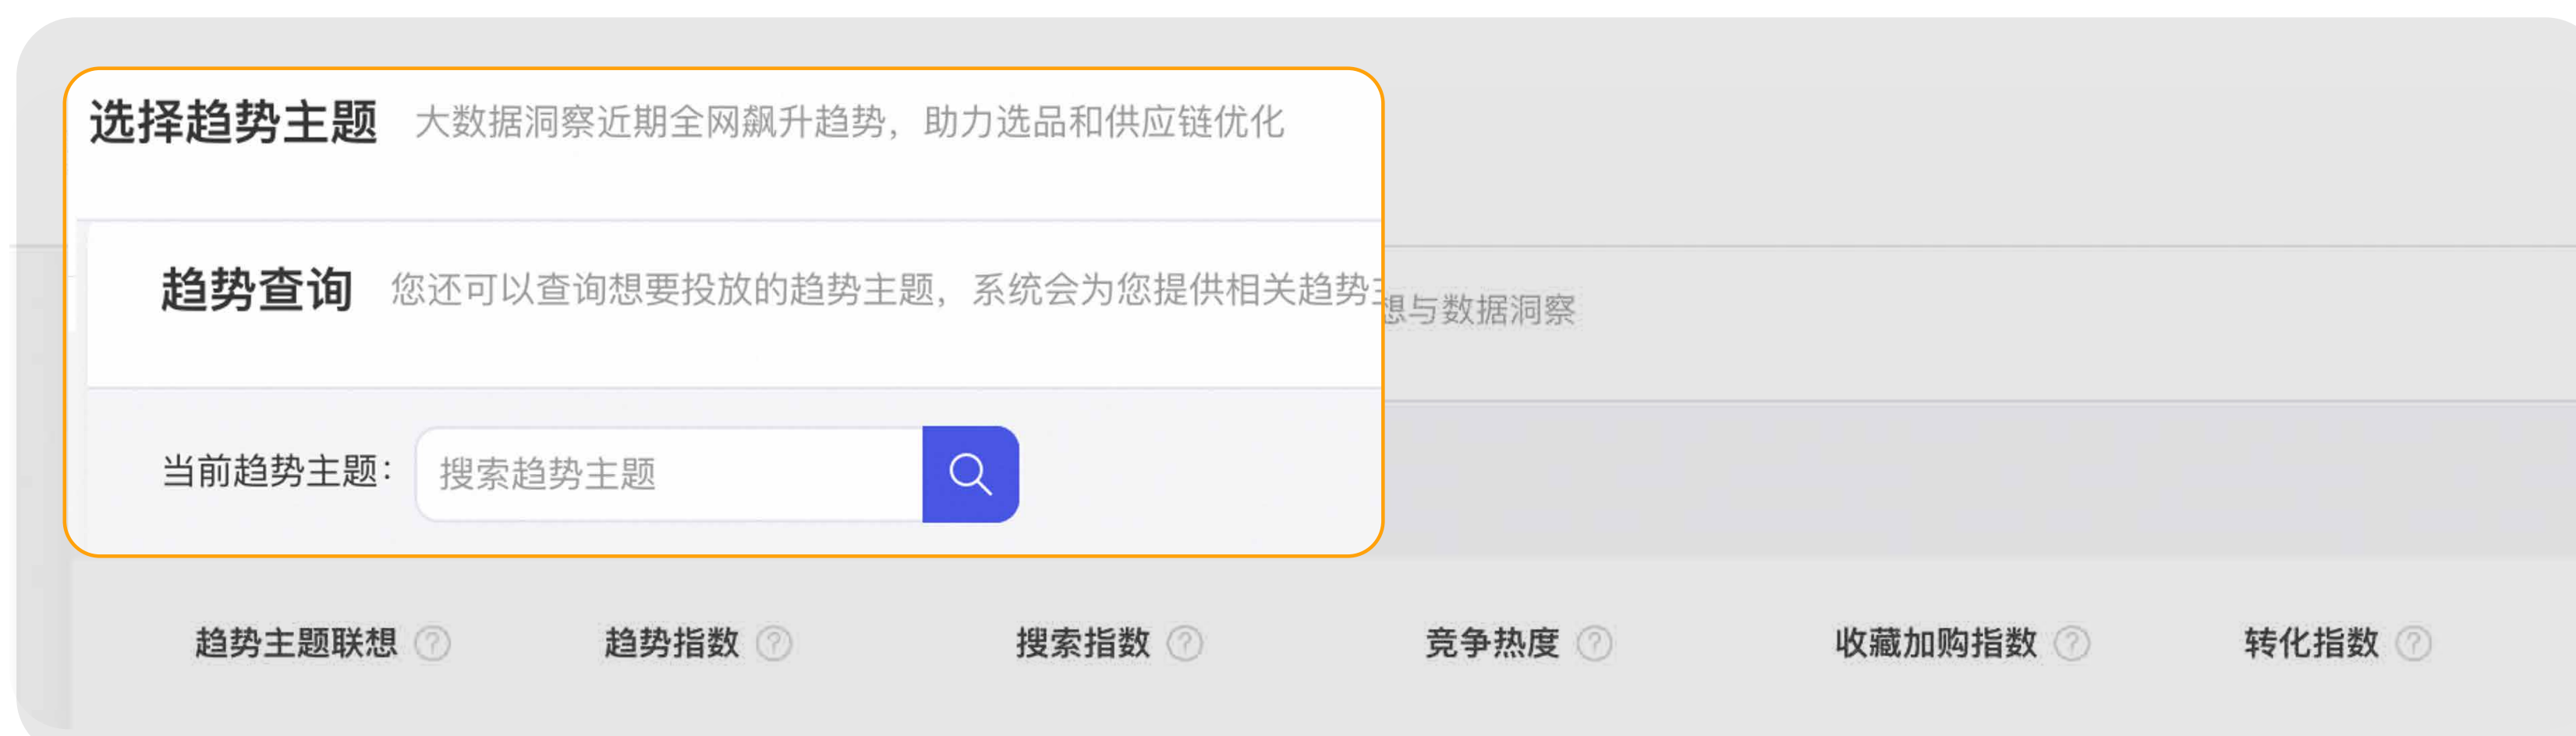 选择趋势主题 大数据洞察近期全网飙升趋势，助力选品和供应链优化
趋势查询 您还可以查询想要投放的趋势主题，系统会为您提供相关趋势
想与数据洞察
当前趋势主题： 搜索趋势主题
趋势主题联想 趋势指数 搜索指数 竞争热度 收藏加购指数 转化指数